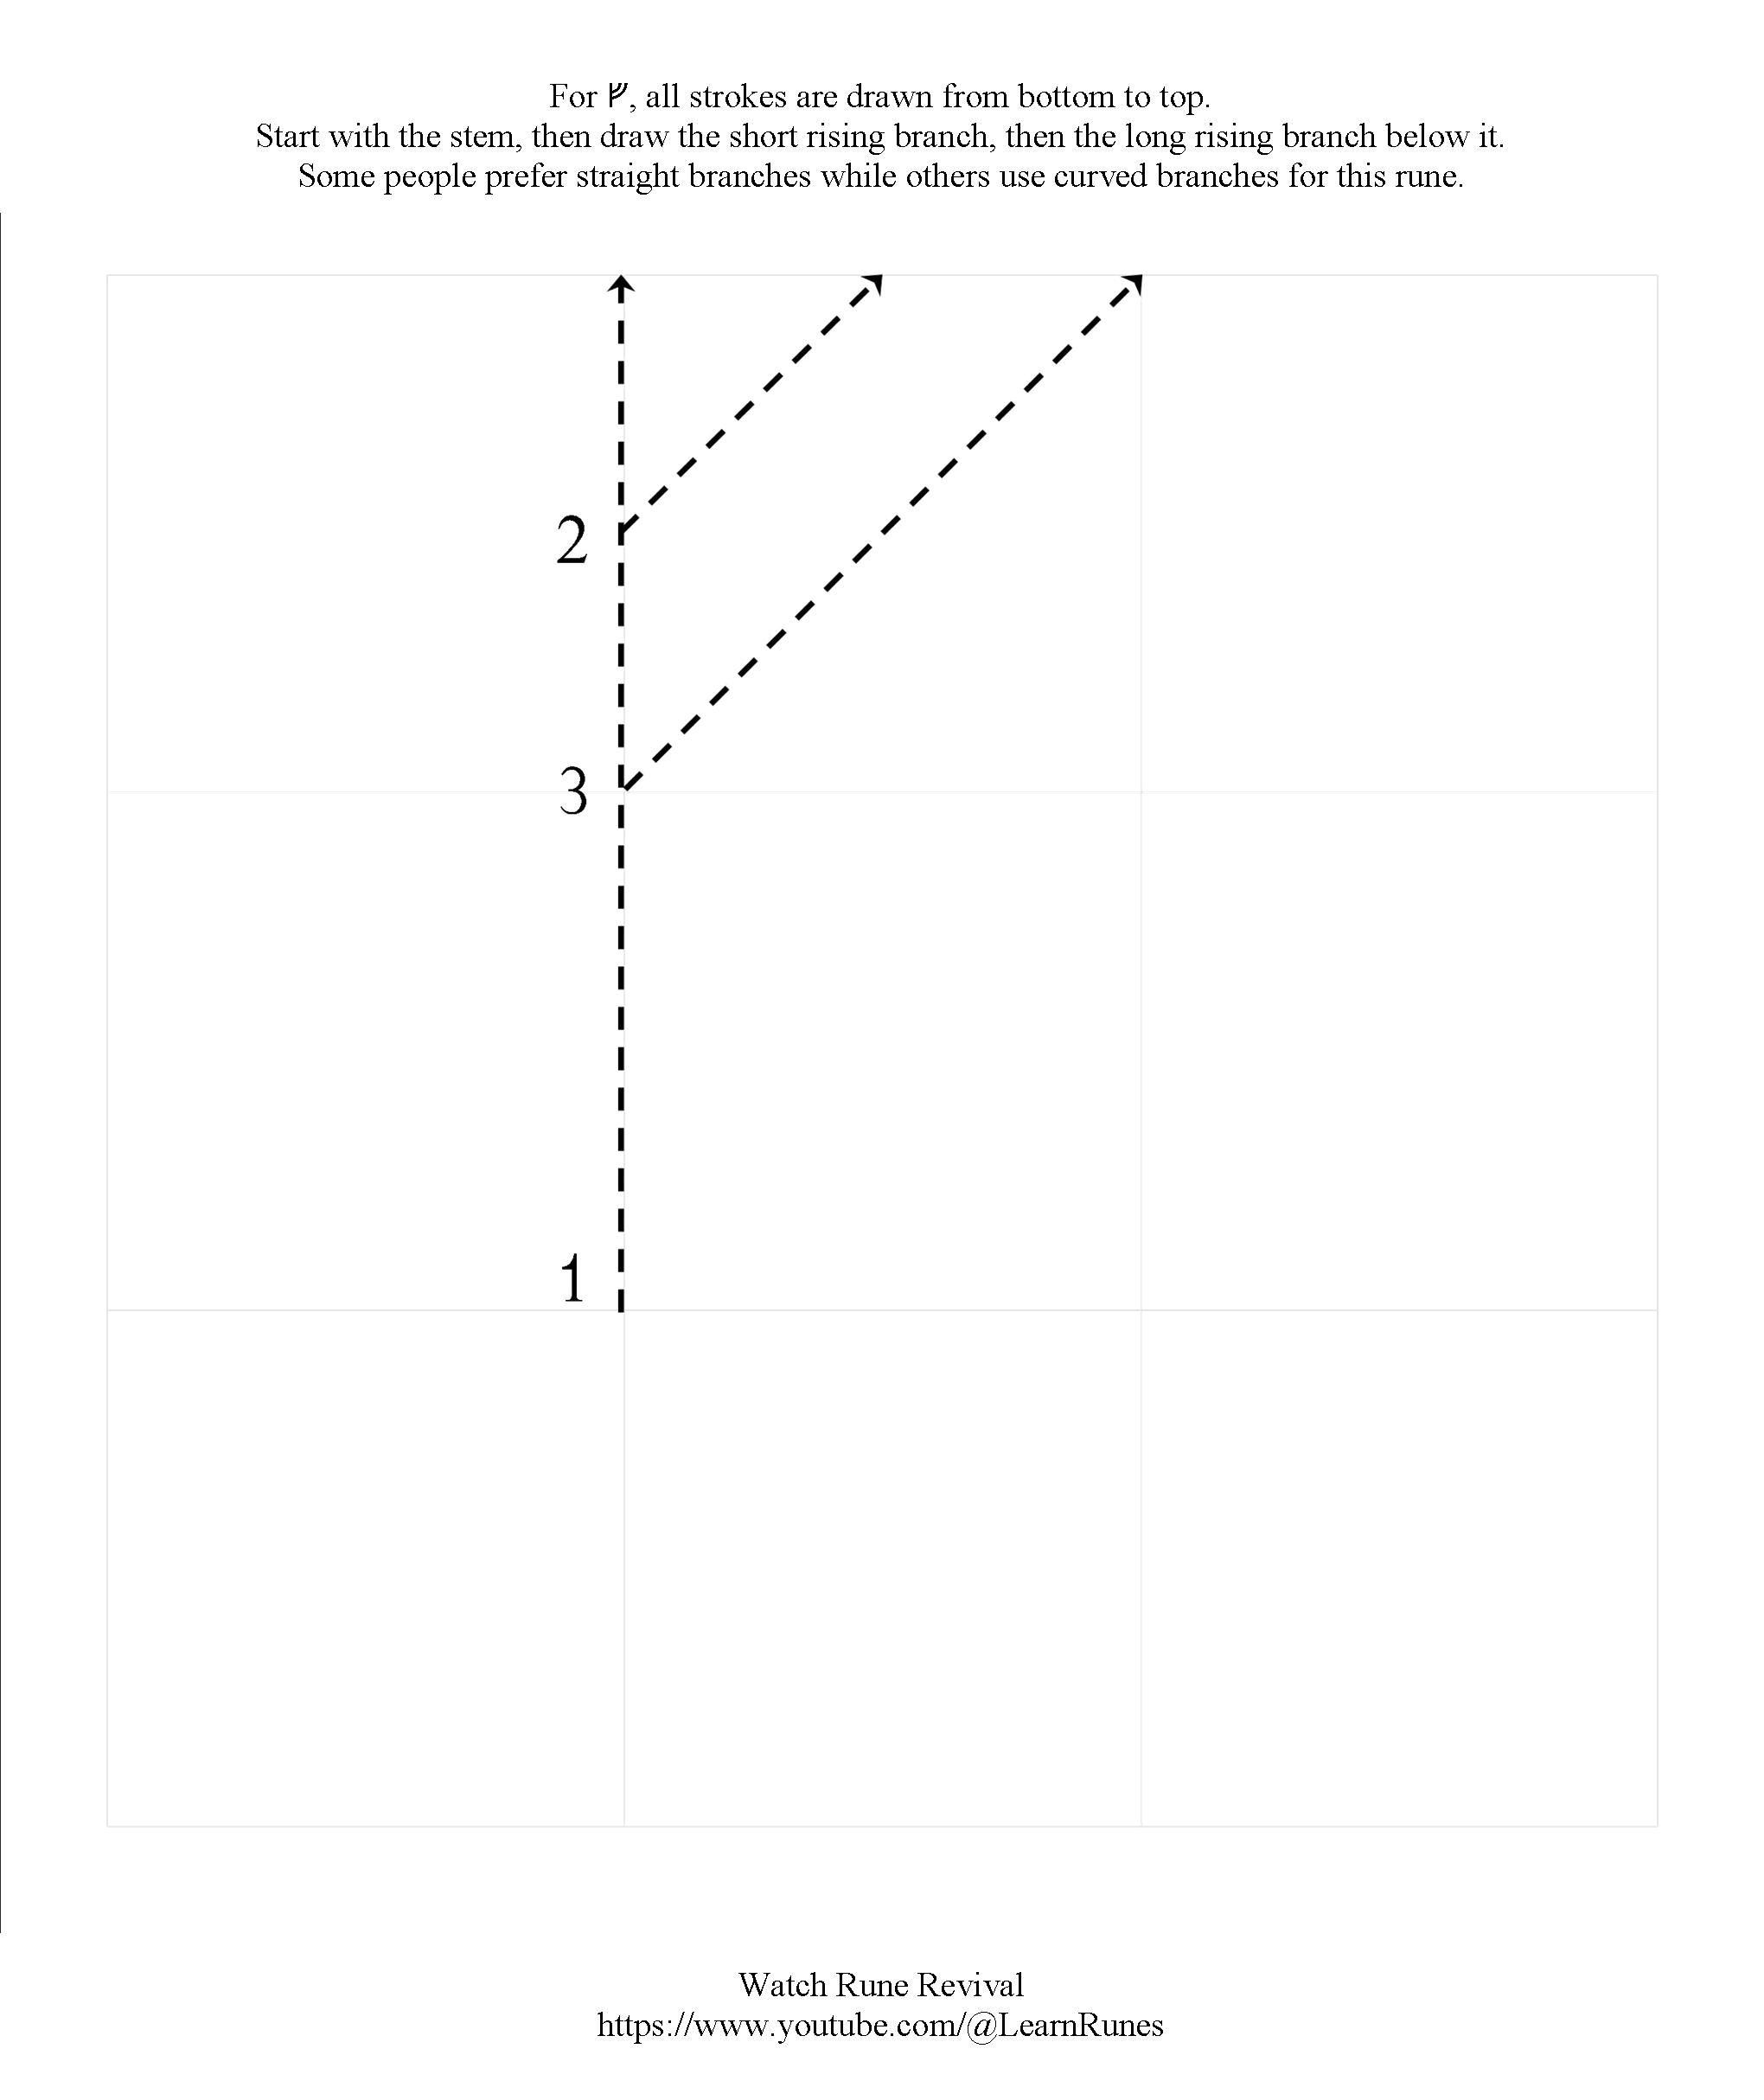 For ᚠ, all strokes are drawn from bottom to top.
Start with the stem, then draw the short rising branch, then the long rising branch below it.
Some people prefer straight branches while others use curved branches for this rune.
2
3
1
Watch Rune Revival
https://www.youtube.com/@LearnRunes